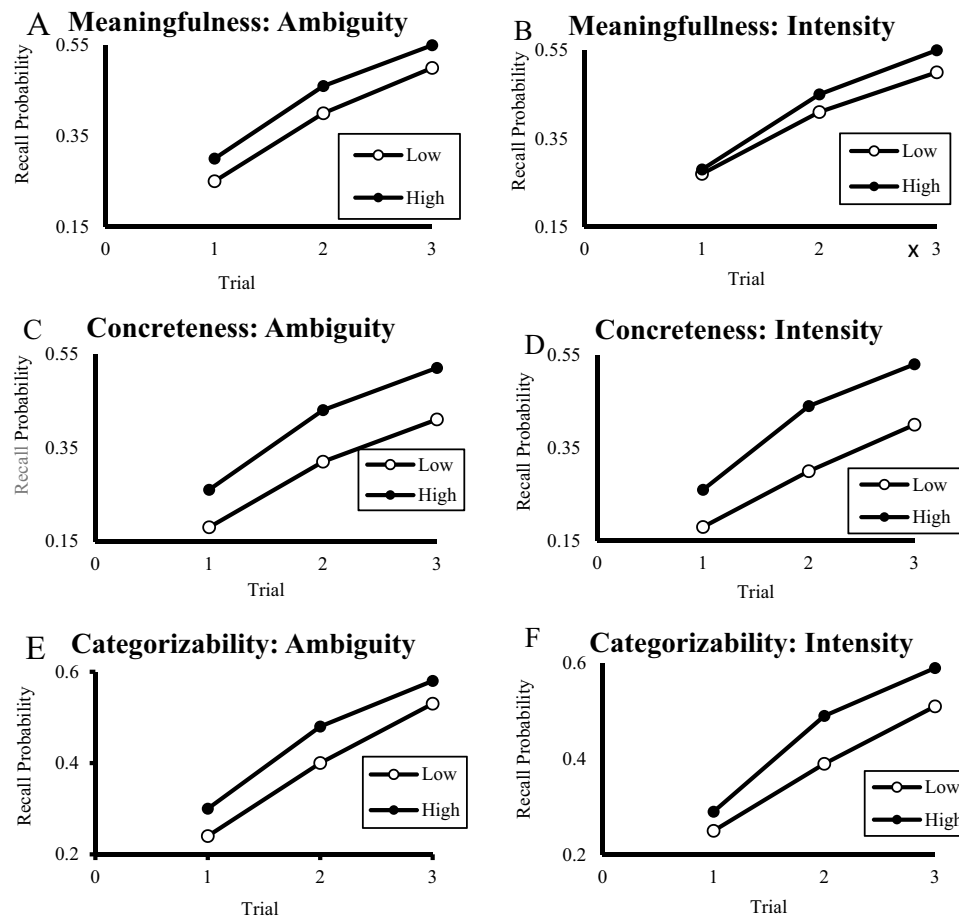 A Meaningfulness: Ambiguity
0.55
0.35
0.15
Recall Probability
Low
High
0 1 2 3
Trial
B Meaningfullness: Intensity
0.55
0.35
0.15
Recall Probability
Low
High
0 1 2 x 3
Trial
C Concreteness: Ambiguity
0.55
0.35
0.15
Recall Probability
Low
High
0 1 2 3
Trial
D Concreteness: Intensity
0.55
0.35
0.15
Recall Probability
Low
High
0 1 2 3
Trial
E Categorizability: Ambiguity
0.6
0.4
0.2
Recall Probability
Low
High
0 1 2 3
Trial
F Categorizability: Intensity
0.6
0.4
0.2
Recall Probability
Low
High
0 1 2 3
Trial